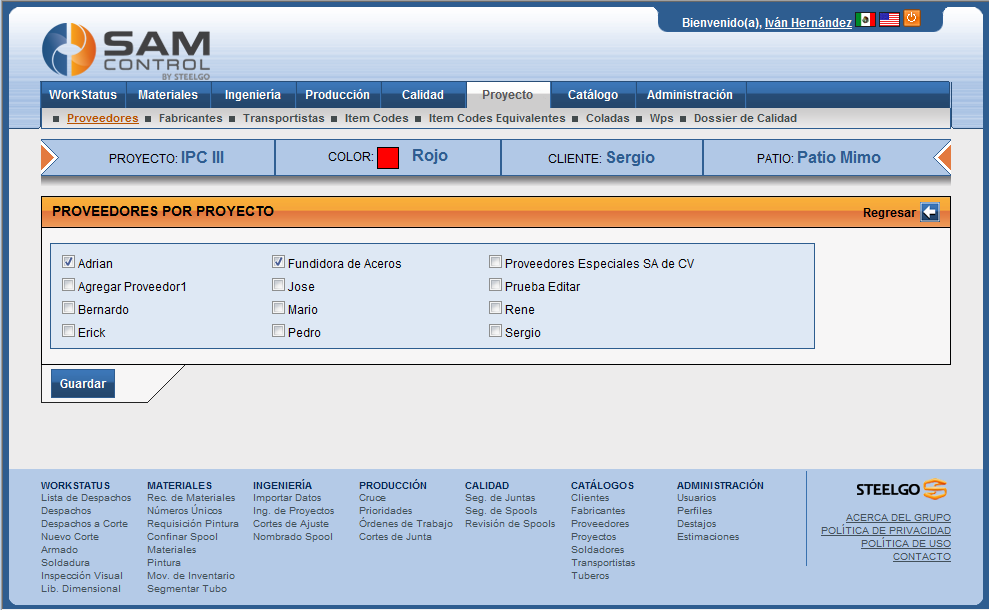 Bienvenido(a), Iván Hernández
SAM
CONTROL
BY STEELGO
WorkStatus Materiales Ingeniería Producción Calidad Proyecto Catálogo Administración
Proveedores Fabricantes Transportistas Item Codes Item Codes Equivalentes Coladas Wps Dossier de Calidad
PROYECTO: IPC III COLOR: Rojo CLIENTE: Sergio PATIO: Patio Mimo
PROVEEDORES POR PROYECTO Regresar
Adrian Fundidora de Aceros Proveedores Especiales SA de CV
Agregar Proveedor1 Jose Prueba Editar
Bernardo Mario Rene
Erick Pedro Sergio
Guardar
WORKSTATUS MATERIALES INGENIERÍA PRODUCCIÓN CALIDAD CATÁLOGOS ADMINISTRACIÓN
Lista de Despachos Rec. de Materiales Importar Datos Cruce Seg. de Juntas Clientes Usuarios
Despachos Números Únicos Ing. de Proyectos Prioridades Seg. de Spools Fabricantes Perfiles
Despachos a Corte Requisición Pintura Cortes de Ajuste Órdenes de Trabajo Revisión de Spools Proveedores Destajos
Nuevo Corte Confinar Spool Nombrado Spool Cortes de Junta Proyectos Estimaciones
Armado Materiales Soldadores
Soldadura Pintura Transportistas
Inspección Visual Mov. de Inventario Tuberos
Lib. Dimensional Segmentar Tubo
STEELGO
ACERCA DEL GRUPO
POLÍTICA DE PRIVACIDAD
POLÍTICA DE USO
CONTACTO